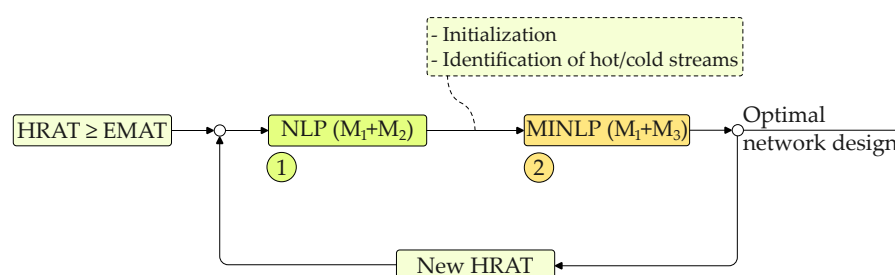 - Initialization
- Identification of hot/cold streams
HRAT ≥ EMAT
NLP (M₁+M₂)
MINLP (M₁+M₃)
Optimal
network design
1
2
New HRAT